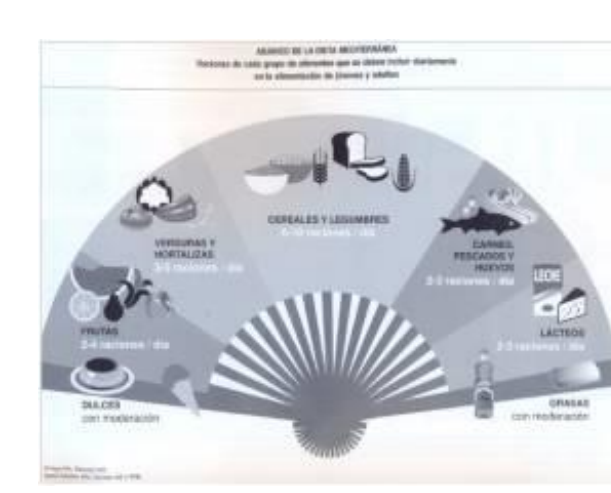 ABANICO DE LA DIETA MEDITERRÁNEA
Raciones de cada grupo de alimentos que se deben incluir diariamente
en la alimentación de jóvenes y adultos
CEREALES Y LEGUMBRES
6-10 raciones / día
VERDURAS Y
HORTALIZAS
3-5 raciones / día
CARNES,
PESCADOS Y
HUEVOS
2-3 raciones / día
LECHE
FRUTAS
2-4 raciones / día
LÁCTEOS
2-3 raciones / día
DULCES
con moderación
GRASAS
con moderación